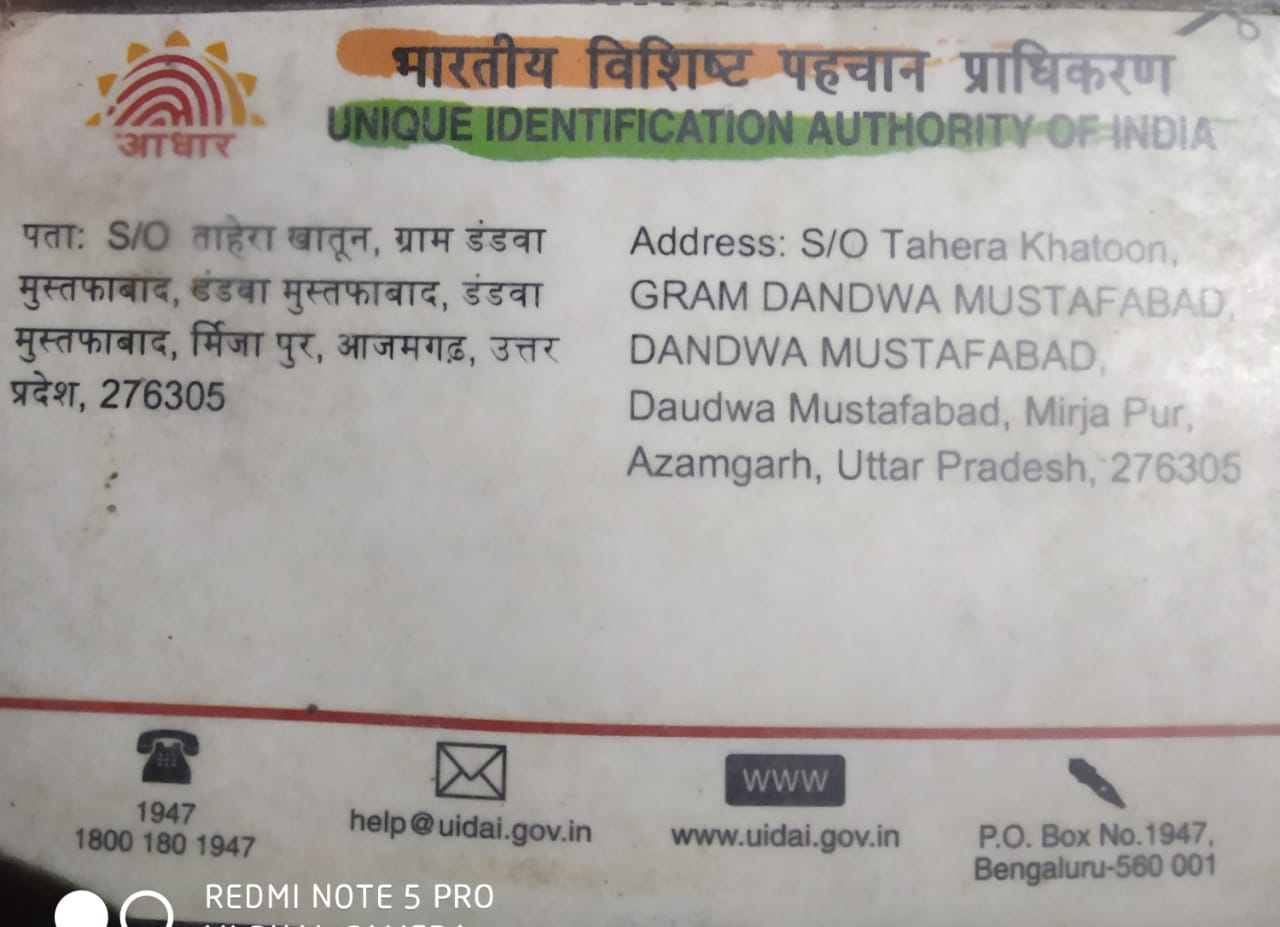 आधार
भारतीय विशिष्ट पहचान प्राधिकरण
UNIQUE IDENTIFICATION AUTHORITY OF INDIA
पता: S/O ताहेरा खातून, ग्राम डंडवा
मुस्तफाबाद, डंडवा मुस्तफाबाद, डंडवा
मुस्तफाबाद, र्मिजा पुर, आजमगढ़, उत्तर
प्रदेश, 276305
Address: S/O Tahera Khatoon,
GRAM DANDWA MUSTAFABAD,
DANDWA MUSTAFABAD,
Daudwa Mustafabad, Mirja Pur,
Azamgarh, Uttar Pradesh, 276305
1947
1800 180 1947
help@uidai.gov.in
www
www.uidai.gov.in
P.O. Box No.1947,
Bengaluru-560 001
REDMI NOTE 5 PRO